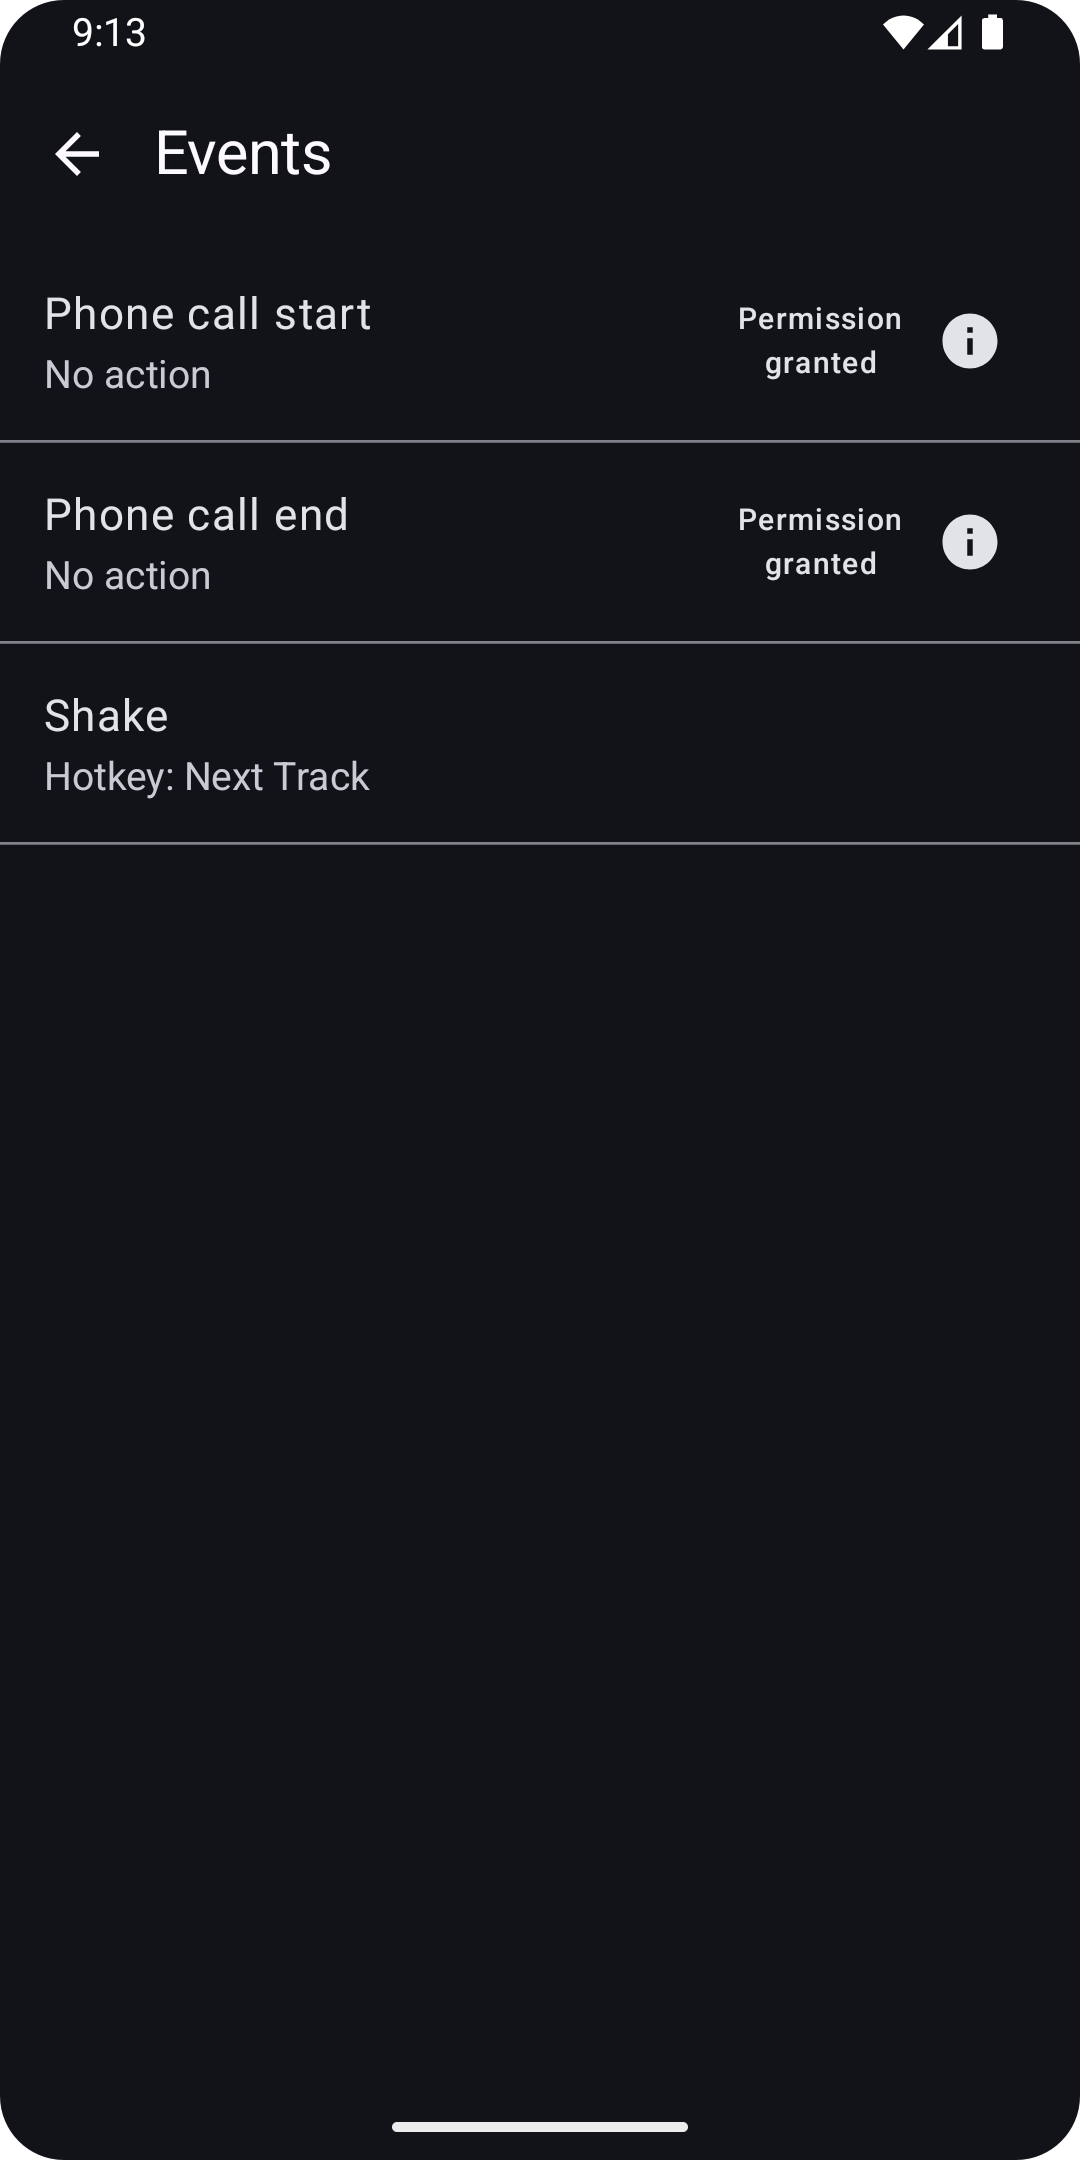 9:13
Events
Phone call start
No action
Permission
granted
Phone call end
No action
Permission
granted
Shake
Hotkey: Next Track